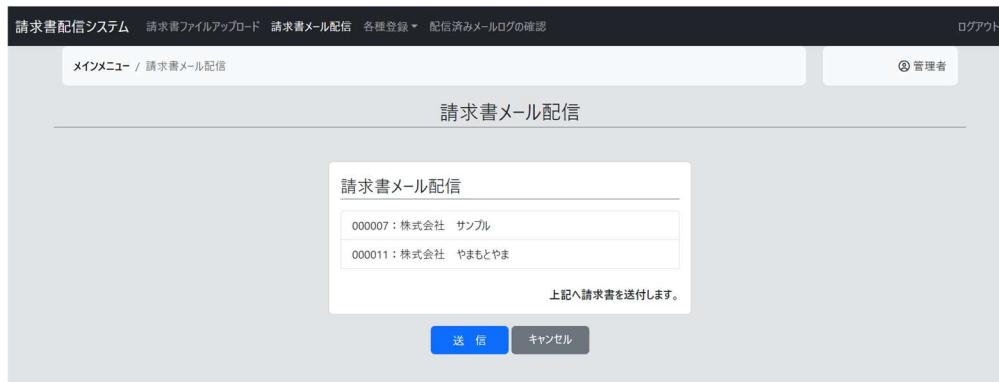 請求書配信システム 請求書ファイルアップロード 請求書メール配信 各種登録 配信済みメールログの確認 ログアウト
メインメニュー / 請求書メール配信 管理者
請求書メール配信
請求書メール配信
000007：株式会社　サンプル
000011：株式会社　やまもとやま
上記へ請求書を送付します。
送　信 キャンセル